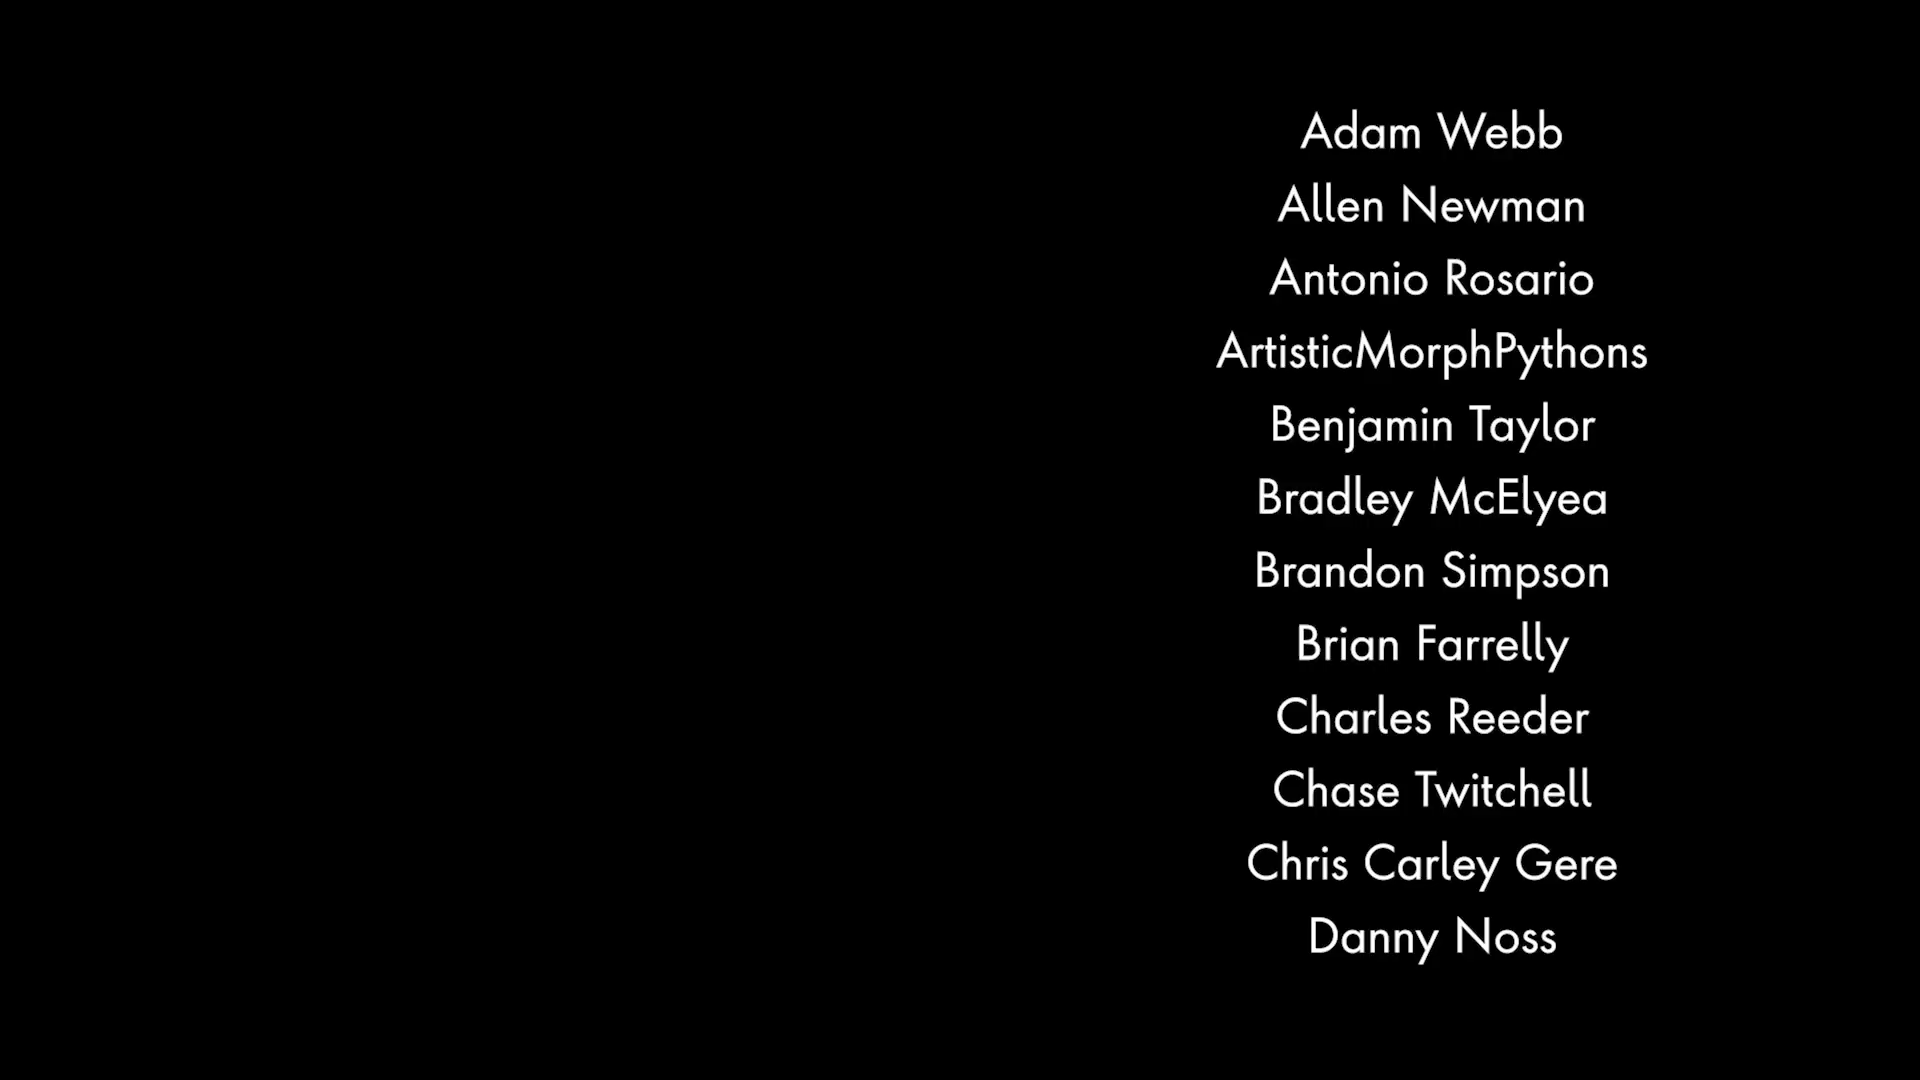 Adam Webb
Allen Newman
Antonio Rosario
ArtisticMorphPythons
Benjamin Taylor
Bradley McElyea
Brandon Simpson
Brian Farrelly
Charles Reeder
Chase Twitchell
Chris Carley Gere
Danny Noss